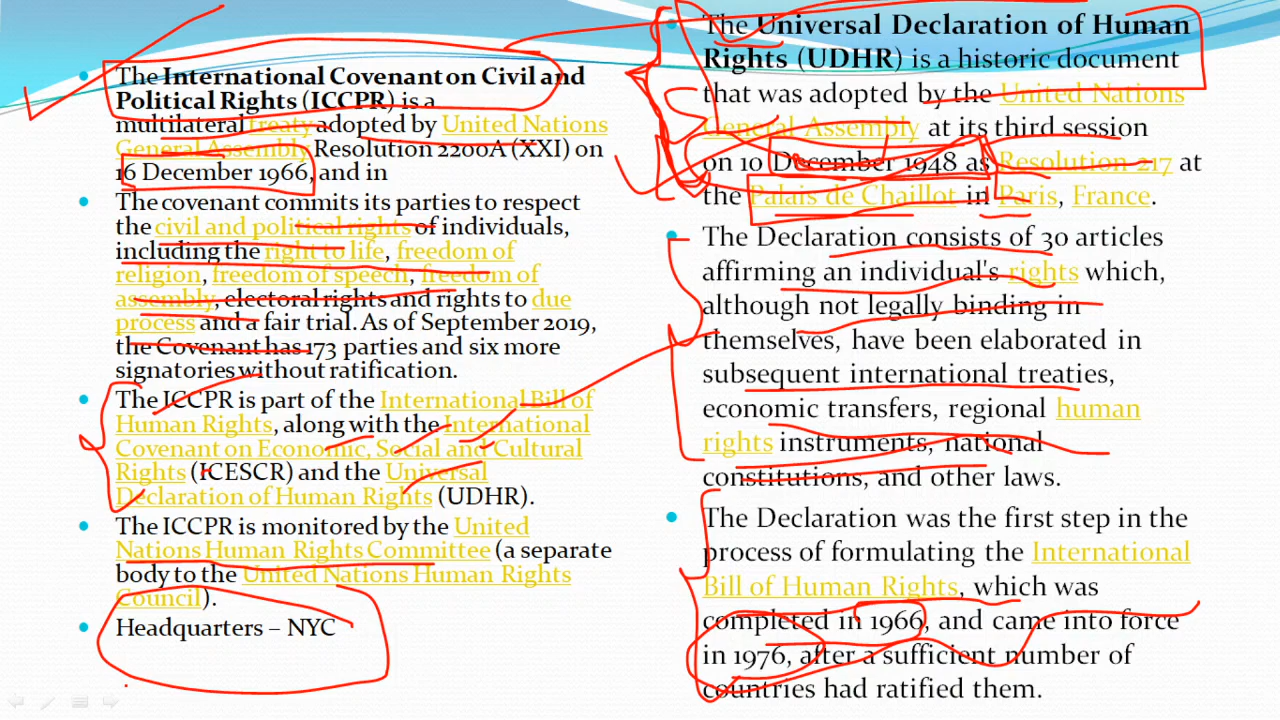 The International Covenant on Civil and
Political Rights (ICCPR) is a
multilateral treaty adopted by United Nations
General Assembly Resolution 2200A (XXI) on
16 December 1966, and in
The covenant commits its parties to respect
the civil and political rights of individuals,
including the right to life, freedom of
religion, freedom of speech, freedom of
assembly, electoral rights and rights to due
process and a fair trial. As of September 2019,
the Covenant has 173 parties and six more
signatories without ratification.
The ICCPR is part of the International Bill of
Human Rights, along with the International
Covenant on Economic, Social and Cultural
Rights (ICESCR) and the Universal
Declaration of Human Rights (UDHR).
The ICCPR is monitored by the United
Nations Human Rights Committee (a separate
body to the United Nations Human Rights
Council).
Headquarters – NYC
The Universal Declaration of Human
Rights (UDHR) is a historic document
that was adopted by the United Nations
General Assembly at its third session
on 10 December 1948 as Resolution 217 at
the Palais de Chaillot in Paris, France.
The Declaration consists of 30 articles
affirming an individual's rights which,
although not legally binding in
themselves, have been elaborated in
subsequent international treaties,
economic transfers, regional human
rights instruments, national
constitutions, and other laws.
The Declaration was the first step in the
process of formulating the International
Bill of Human Rights, which was
completed in 1966, and came into force
in 1976, after a sufficient number of
countries had ratified them.